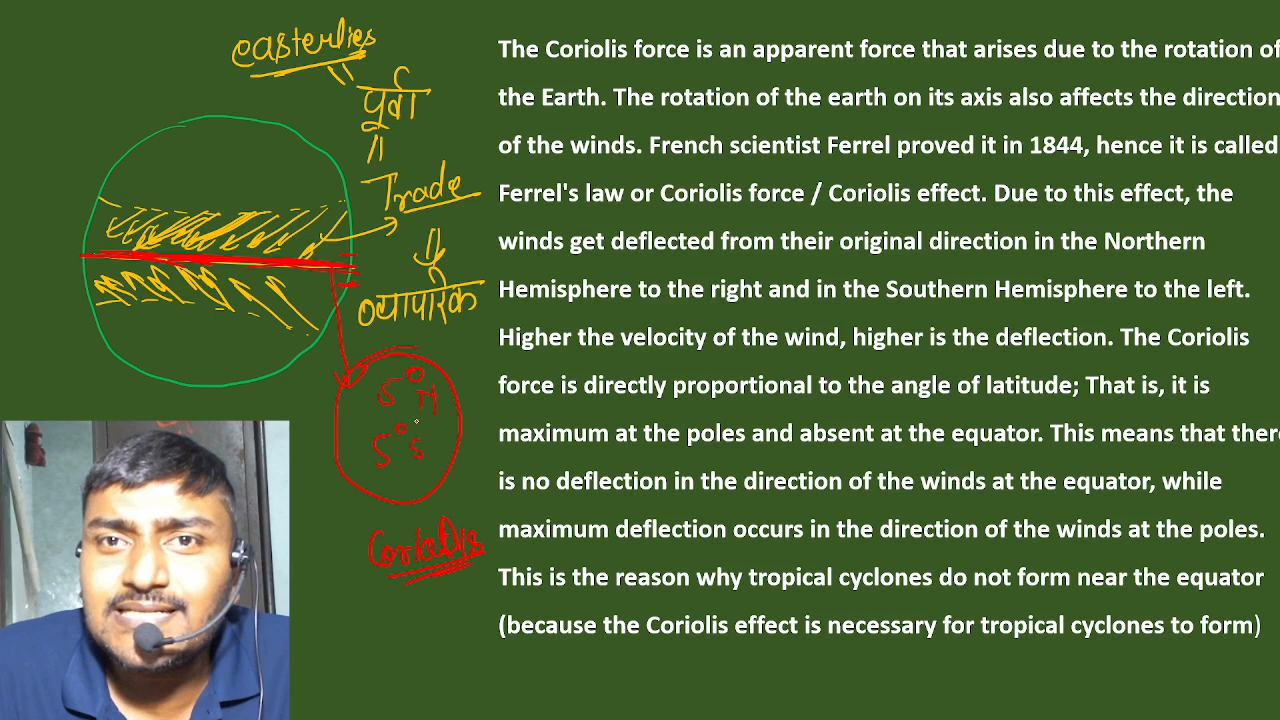 easterlies
पूर्वी
Trade
व्यापारिक
5° N
5° S
Coriolis
The Coriolis force is an apparent force that arises due to the rotation of
the Earth. The rotation of the earth on its axis also affects the direction
of the winds. French scientist Ferrel proved it in 1844, hence it is called
Ferrel's law or Coriolis force / Coriolis effect. Due to this effect, the
winds get deflected from their original direction in the Northern
Hemisphere to the right and in the Southern Hemisphere to the left.
Higher the velocity of the wind, higher is the deflection. The Coriolis
force is directly proportional to the angle of latitude; That is, it is
maximum at the poles and absent at the equator. This means that ther
is no deflection in the direction of the winds at the equator, while
maximum deflection occurs in the direction of the winds at the poles.
This is the reason why tropical cyclones do not form near the equator
(because the Coriolis effect is necessary for tropical cyclones to form)